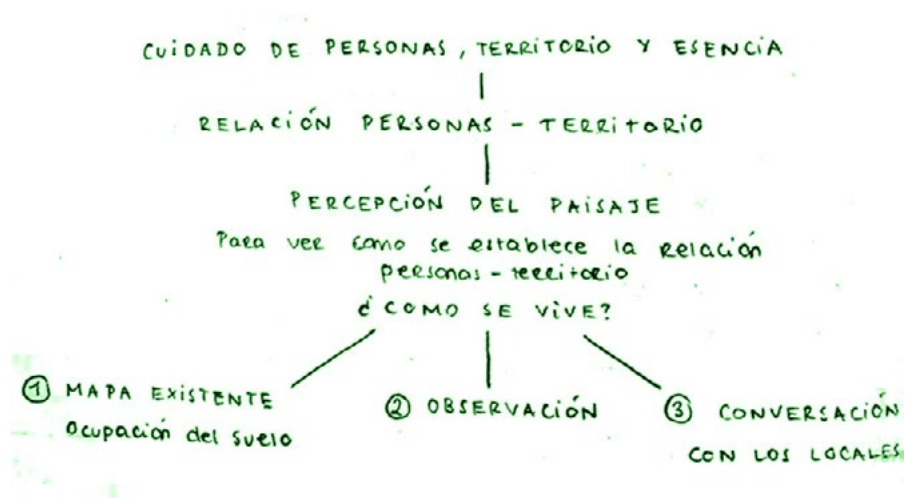 CUIDADO DE PERSONAS, TERRITORIO Y ESENCIA
RELACIÓN PERSONAS - TERRITORIO
PERCEPCIÓN DEL PAISAJE
Para ver como se establece la relación
personas - territorio
¿COMO SE VIVE?
① MAPA EXISTENTE
Ocupación del suelo
② OBSERVACIÓN
③ CONVERSACIÓN
CON LOS LOCALES